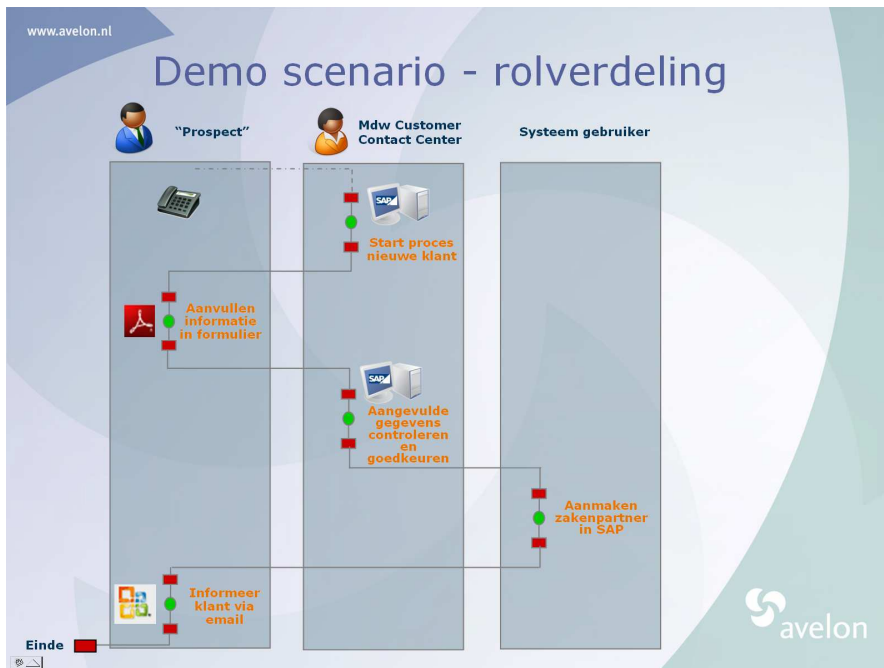 www.avelon.nl
Demo scenario - rolverdeling
"Prospect"
Mdw Customer
Contact Center
Systeem gebruiker
SAP
Start proces
nieuwe klant
Aanvullen
informatie
in formulier
SAP
Aangevulde
gegevens
controleren
en
goedkeuren
Aanmaken
zakenpartner
in SAP
Informeer
klant via
email
Einde
avelon